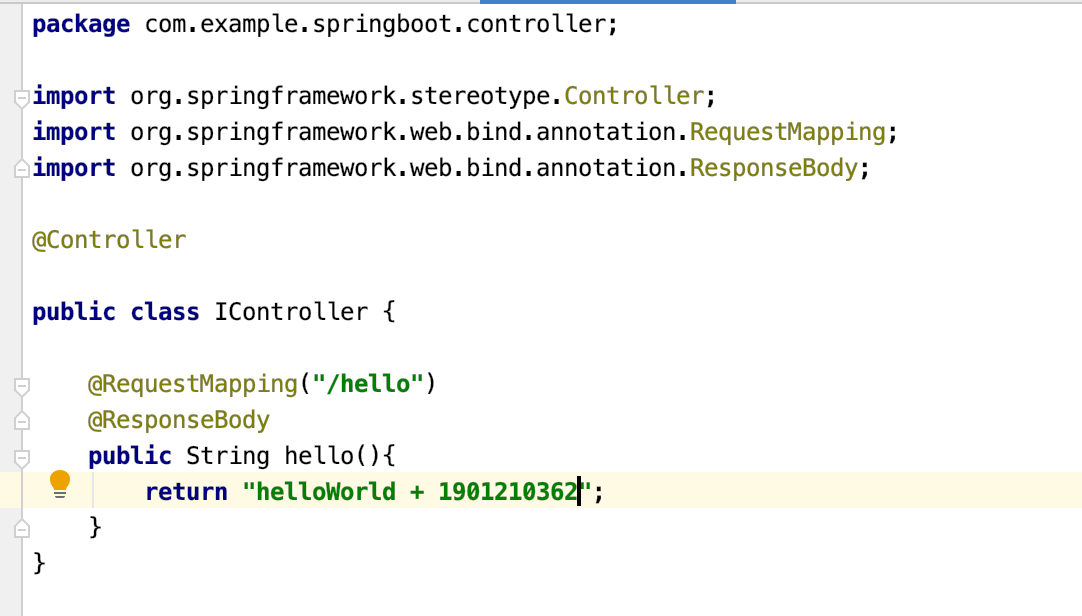 package com.example.springboot.controller;
import org.springframework.stereotype.Controller;
import org.springframework.web.bind.annotation.RequestMapping;
import org.springframework.web.bind.annotation.ResponseBody;
@Controller
public class IController {
@RequestMapping("/hello")
@ResponseBody
public String hello(){
return "helloWorld + 1901210362";
}
}